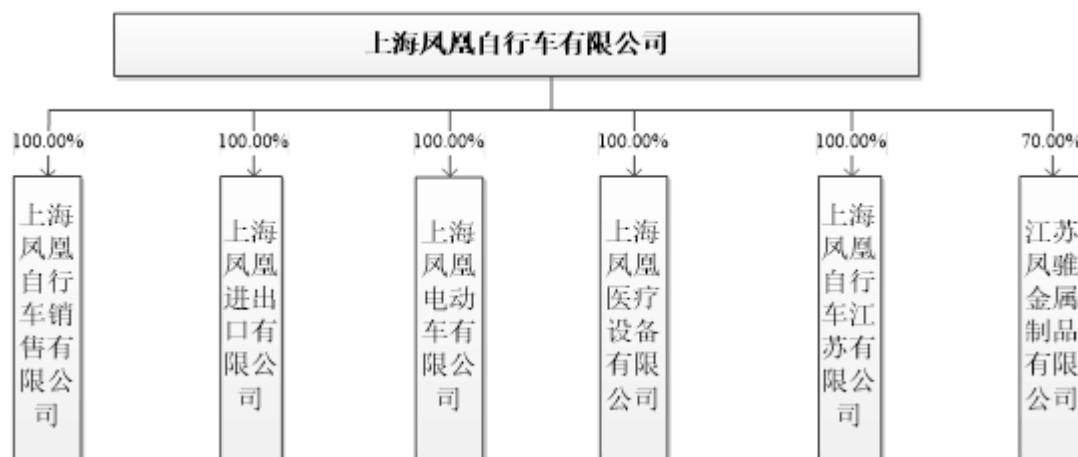 上海凤凰自行车有限公司
100.00%
100.00%
100.00%
100.00%
100.00%
70.00%
上海
凤凰
自行
车销
售有
限公
司
上海
凤凰
进出
口有
限公
司
上海
凤凰
电动
车有
限公
司
上海
凤凰
医疗
设备
有限
公司
上海
凤凰
自行
车江
苏有
限公
司
江苏
凤骓
金属
制品
有限
公司